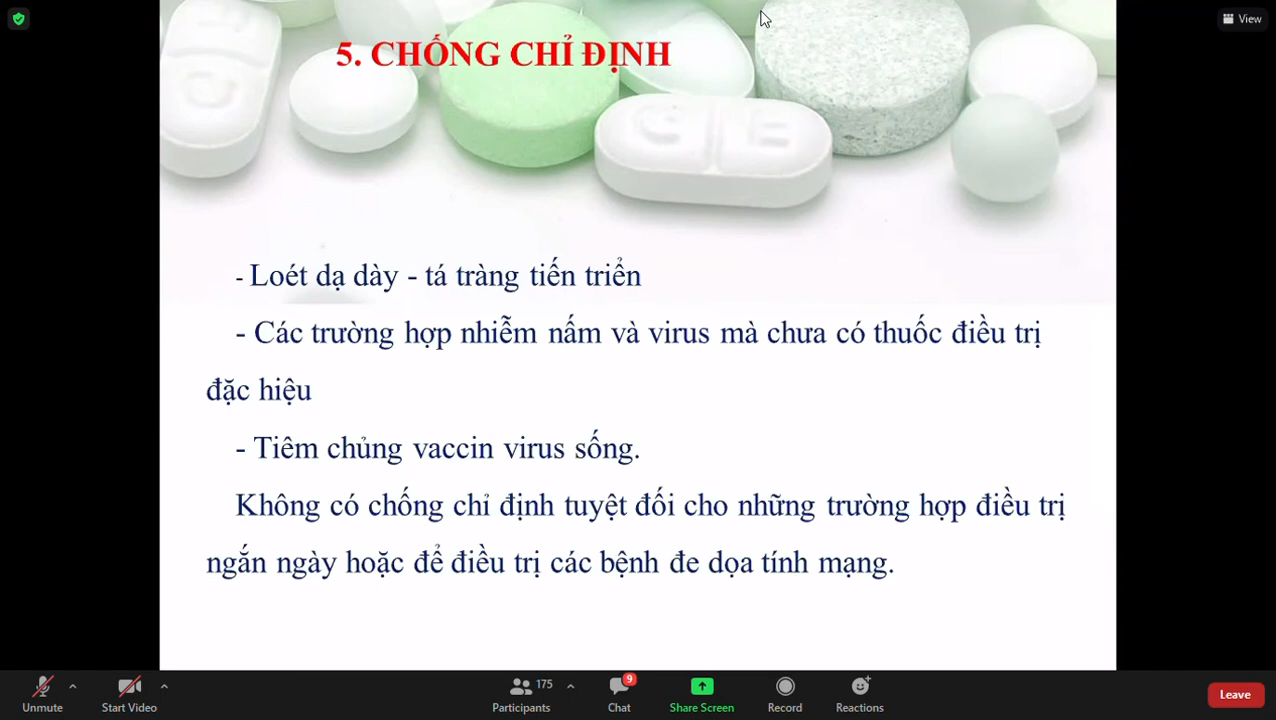 View
5. CHỐNG CHỈ ĐỊNH
C E
- Loét dạ dày - tá tràng tiến triển
- Các trường hợp nhiễm nấm và virus mà chưa có thuốc điều trị
đặc hiệu
- Tiêm chủng vaccin virus sống.
Không có chống chỉ định tuyệt đối cho những trường hợp điều trị
ngắn ngày hoặc để điều trị các bệnh đe dọa tính mạng.
175
9
Unmute
Start Video
Participants
Chat
Share Screen
Record
Reactions
Leave